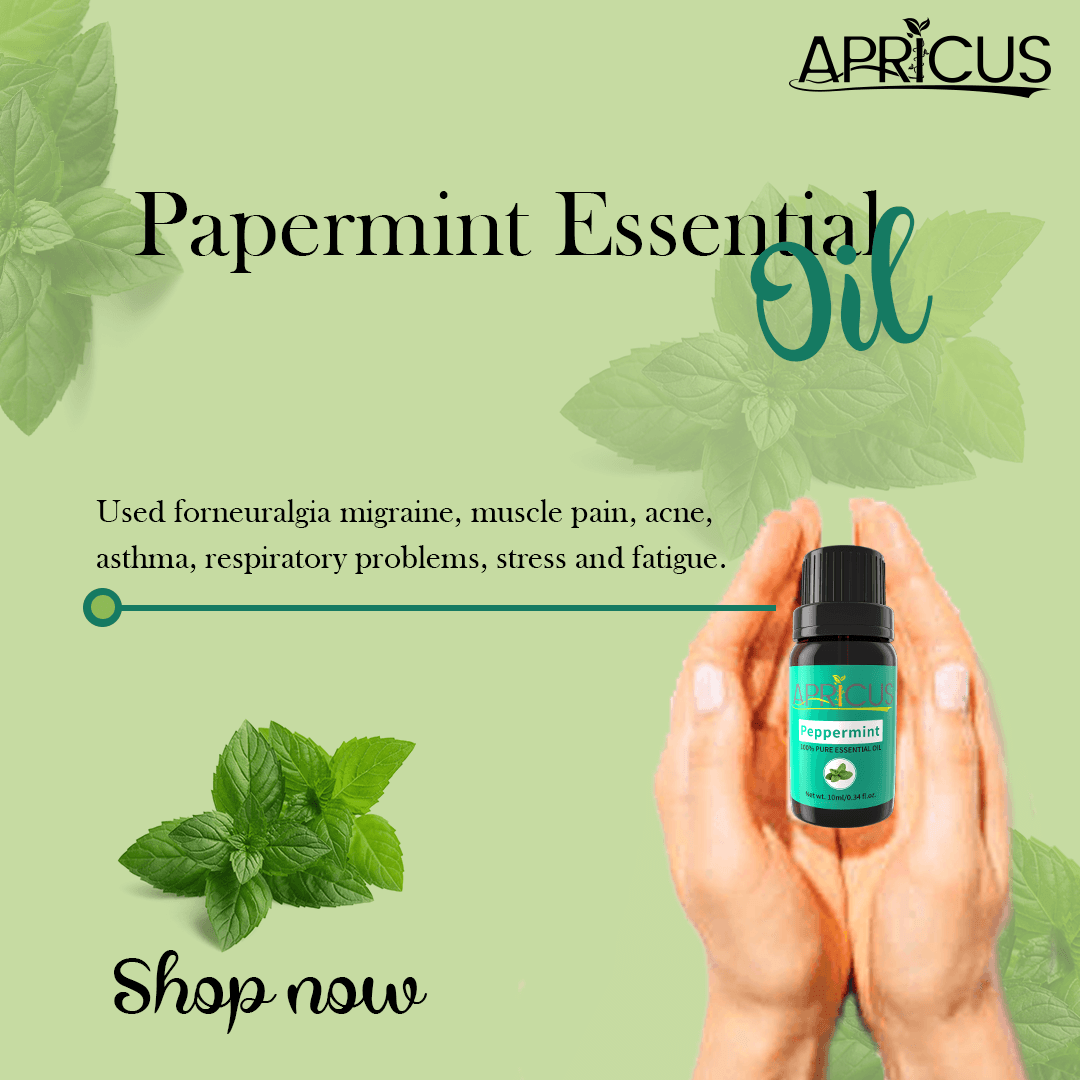 APRICUS
Papermint Essential
Oil
Used forneuralgia migraine, muscle pain, acne,
asthma, respiratory problems, stress and fatigue.
APRICUS
Peppermint
100% PURE ESSENTIAL OIL
Net wt. 10ml/0.34 fl.oz.
Shop now